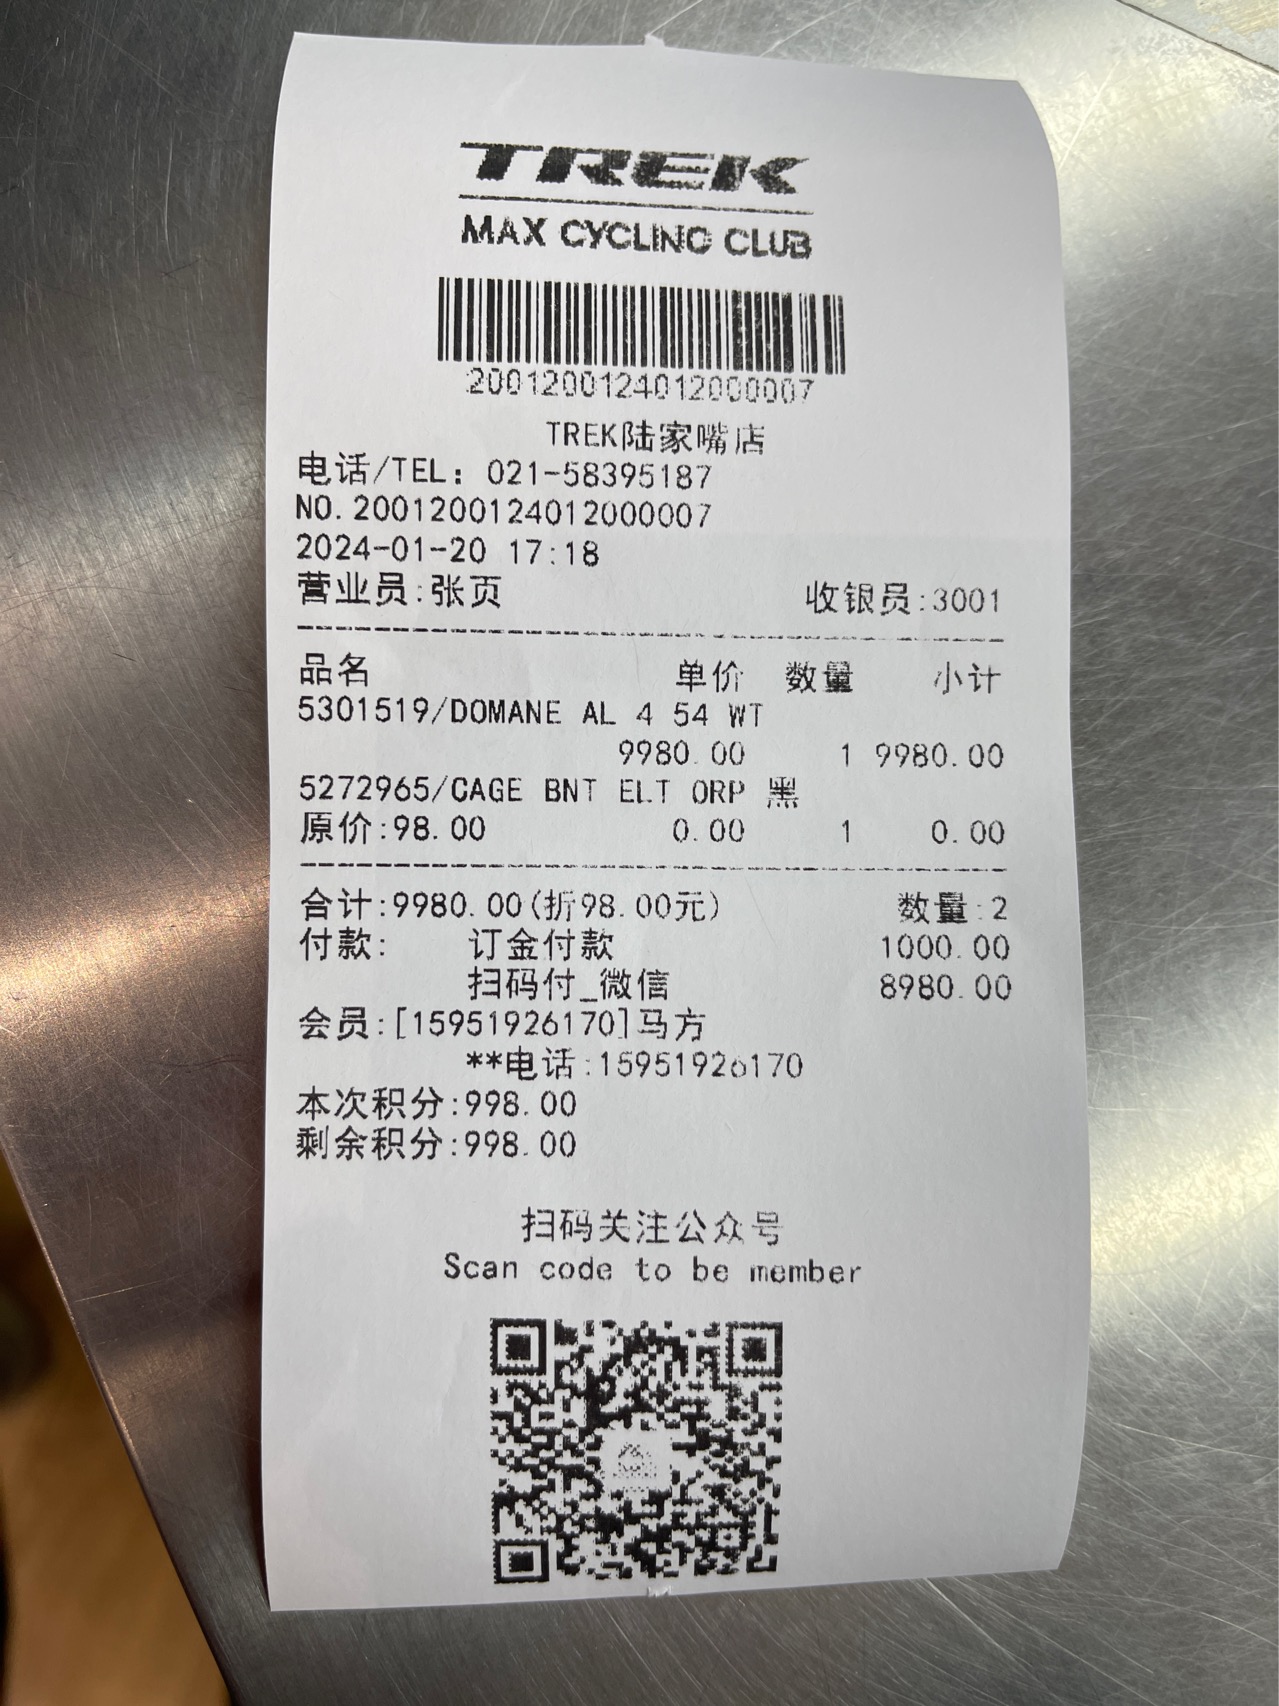 TREK
MAX CYCLING CLUB
2001200124012000007
TREK陆家嘴店
电话/TEL: 021-58395187
NO.2001200124012000007
2024-01-20 17:18
营业员:张页 收银员:3001
品名 单价 数量 小计
5301519/DOMANE AL 4 54 WT
9980.00 1 9980.00
5272965/CAGE BNT ELT ORP 黑
原价:98.00 0.00 1 0.00
合计:9980.00(折98.00元) 数量:2
付款: 订金付款 1000.00
扫码付_微信 8980.00
会员:[15951926170]马方
**电话:15951926170
本次积分:998.00
剩余积分:998.00
扫码关注公众号
Scan code to be member